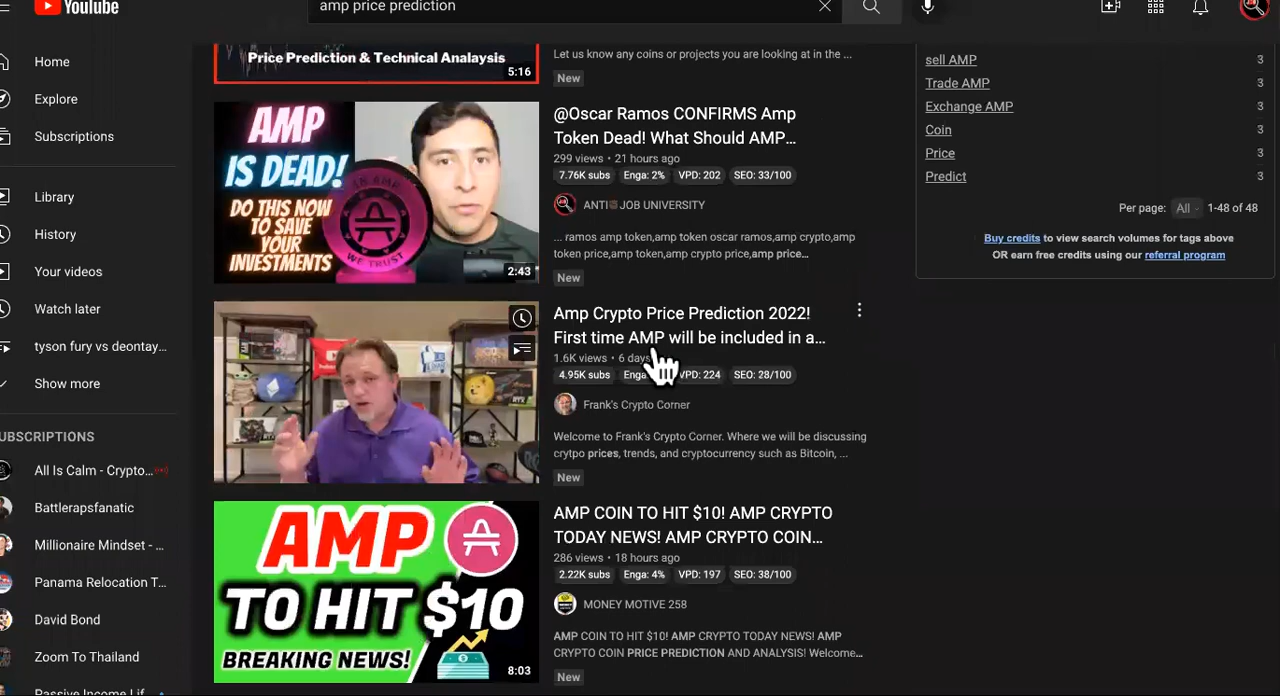 YouTube
amp price prediction
Home
Explore
Subscriptions
Library
History
Your videos
Watch later
tyson fury vs deontay...
Show more
UBSCRIPTIONS
All Is Calm - Crypto...
Battlerapsfanatic
Millionaire Mindset - ...
Panama Relocation T...
David Bond
Zoom To Thailand
Passive Income Lif
Price Prediction & Technical Analaysis
5:16
Let us know any coins or projects you are looking at in the ...
New
AMP
IS DEAD!
DO THIS NOW
TO SAVE
YOUR
INVESTMENTS
2:43
@Oscar Ramos CONFIRMS Amp
Token Dead! What Should AMP...
299 views • 21 hours ago
7.76K subs Enga: 2% VPD: 202 SEO: 33/100
ANTI JOB UNIVERSITY
... ramos amp token,amp token oscar ramos,amp crypto,amp
token price,amp token,amp crypto price,amp price...
New
Amp Crypto Price Prediction 2022!
First time AMP will be included in a...
1.6K views • 6 days
4.95K subs Enga VPD: 224 SEO: 28/100
Frank's Crypto Corner
Welcome to Frank's Crypto Corner. Where we will be discussing
crytpo prices, trends, and cryptocurrency such as Bitcoin, ...
New
AMP
TO HIT $10
BREAKING NEWS!
8:03
AMP COIN TO HIT $10! AMP CRYPTO
TODAY NEWS! AMP CRYPTO COIN...
286 views • 18 hours ago
2.22K subs Enga: 4% VPD: 197 SEO: 38/100
MONEY MOTIVE 258
AMP COIN TO HIT $10! AMP CRYPTO TODAY NEWS! AMP
CRYPTO COIN PRICE PREDICTION AND ANALYSIS! Welcome...
New
sell AMP 3
Trade AMP 3
Exchange AMP 3
Coin 3
Price 3
Predict 3
Per page: All 1-48 of 48
Buy credits to view search volumes for tags above
OR earn free credits using our referral program